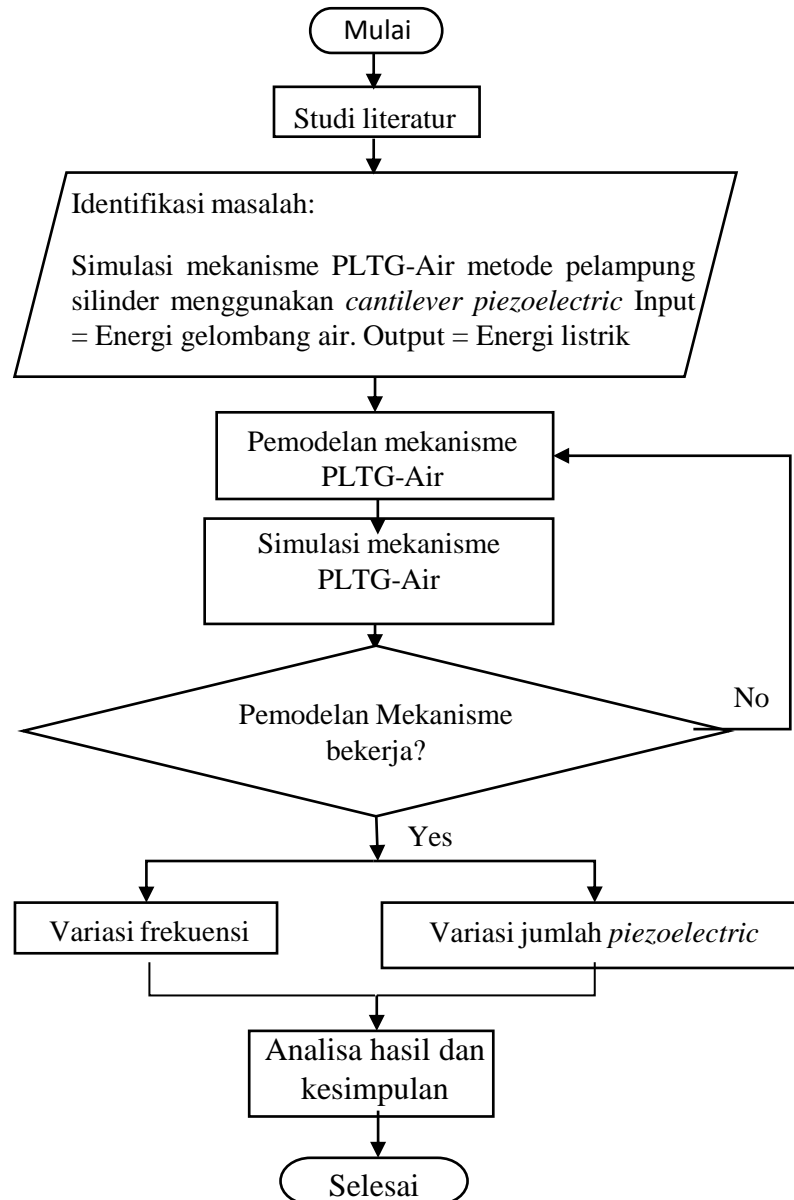 Mulai
Studi literatur
Identifikasi masalah:
Simulasi mekanisme PLTG-Air metode pelampung
silinder menggunakan cantilever piezoelectric Input
= Energi gelombang air. Output = Energi listrik
Pemodelan mekanisme
PLTG-Air
Simulasi mekanisme
PLTG-Air
Pemodelan Mekanisme
bekerja?
No
Yes
Variasi frekuensi
Variasi jumlah piezoelectric
Analisa hasil dan
kesimpulan
Selesai